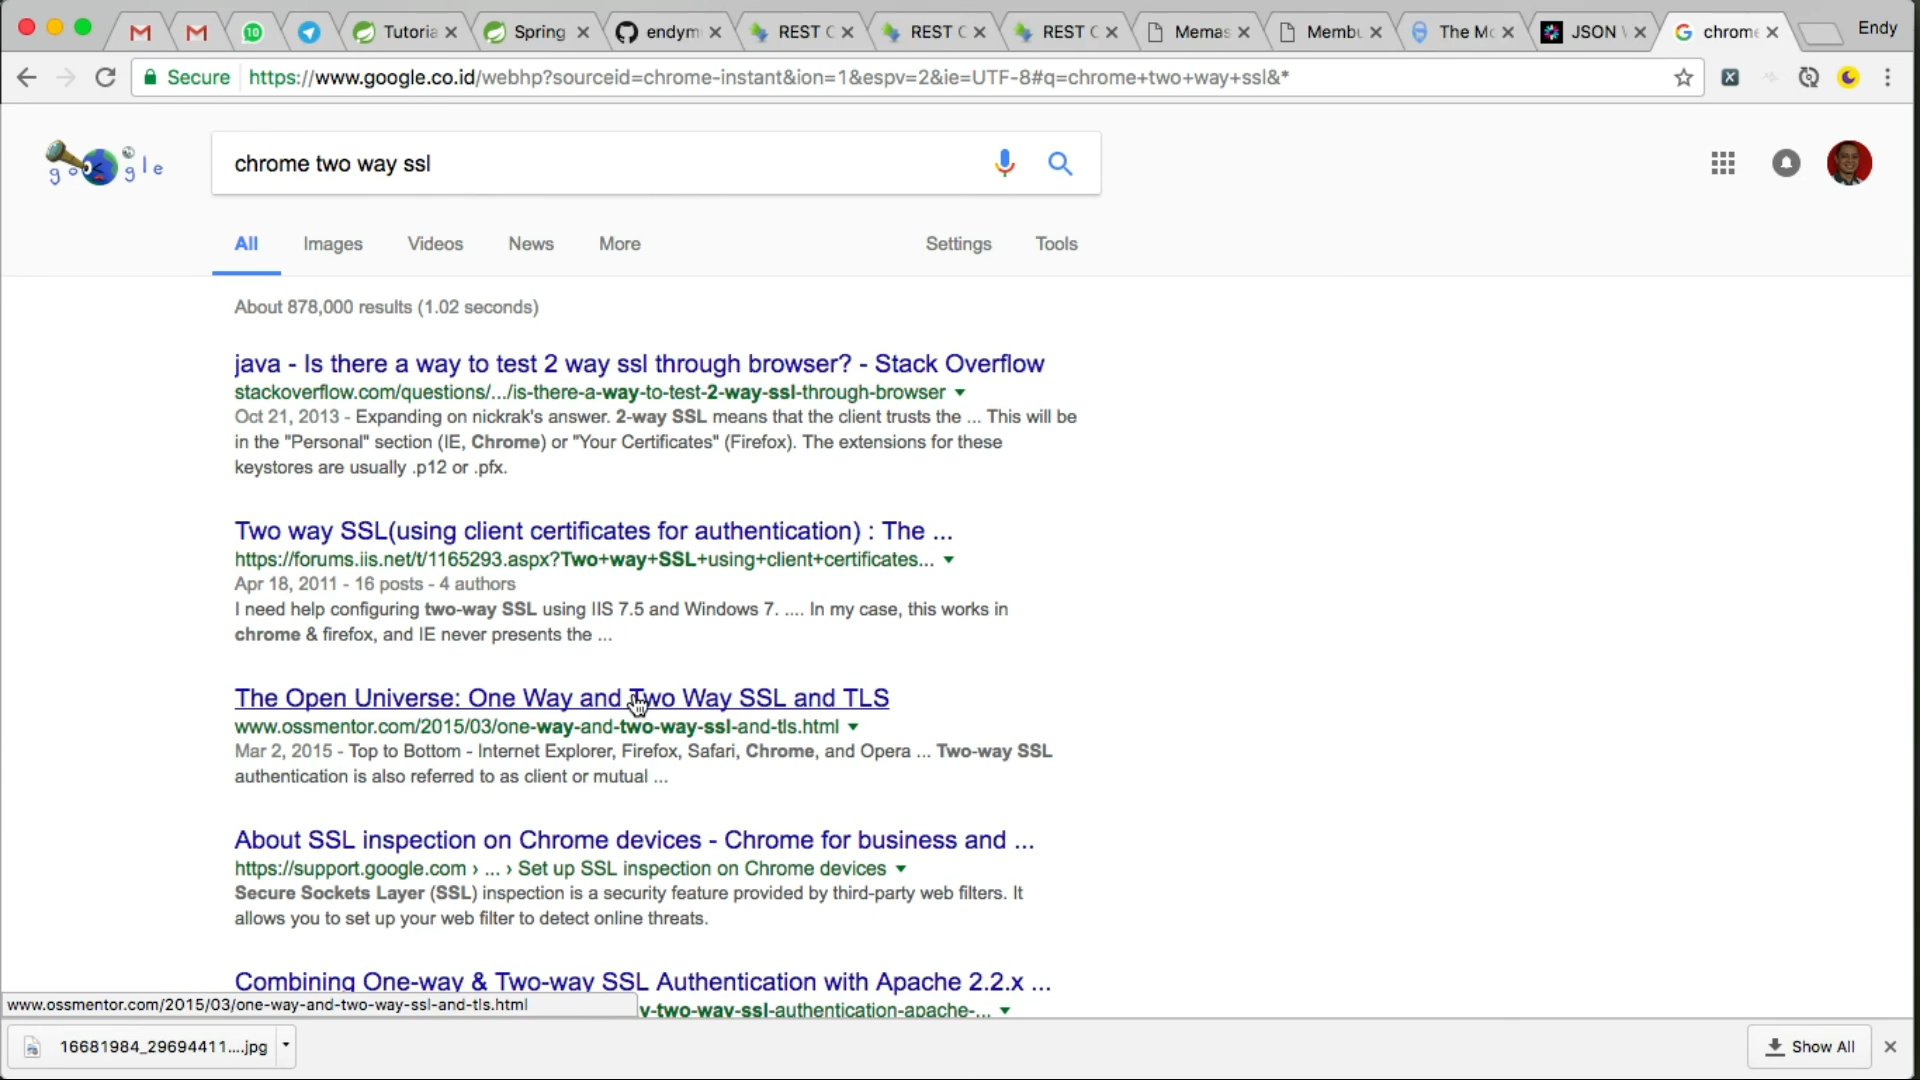 10
Tutoria
Spring
endym
REST C
REST C
REST C
Memas
Membu
The Mo
JSON \
chrome
Endy
Secure https://www.google.co.id/webhp?sourceid=chrome-instant&ion=1&espv=2&ie=UTF-8#q=chrome+two+way+ssl&*
go gle
chrome two way ssl
All Images Videos News More Settings Tools
About 878,000 results (1.02 seconds)
java - Is there a way to test 2 way ssl through browser? - Stack Overflow
stackoverflow.com/questions/.../is-there-a-way-to-test-2-way-ssl-through-browser
Oct 21, 2013 - Expanding on nickrak's answer. 2-way SSL means that the client trusts the ... This will be
in the "Personal" section (IE, Chrome) or "Your Certificates" (Firefox). The extensions for these
keystores are usually .p12 or .pfx.
Two way SSL(using client certificates for authentication) : The ...
https://forums.iis.net/t/1165293.aspx?Two+way+SSL+using+client+certificates...
Apr 18, 2011 - 16 posts - 4 authors
I need help configuring two-way SSL using IIS 7.5 and Windows 7. .... In my case, this works in
chrome & firefox, and IE never presents the ...
The Open Universe: One Way and Two Way SSL and TLS
www.ossmentor.com/2015/03/one-way-and-two-way-ssl-and-tls.html
Mar 2, 2015 - Top to Bottom - Internet Explorer, Firefox, Safari, Chrome, and Opera ... Two-way SSL
authentication is also referred to as client or mutual ...
About SSL inspection on Chrome devices - Chrome for business and ...
https://support.google.com › ... › Set up SSL inspection on Chrome devices
Secure Sockets Layer (SSL) inspection is a security feature provided by third-party web filters. It
allows you to set up your web filter to detect online threats.
Combining One-way & Two-way SSL Authentication with Apache 2.2.x ...
www.ossmentor.com/2015/03/one-way-and-two-way-ssl-and-tls.html
y-two-way-ssl-authentication-apache-...
16681984_29694411....jpg
Show All